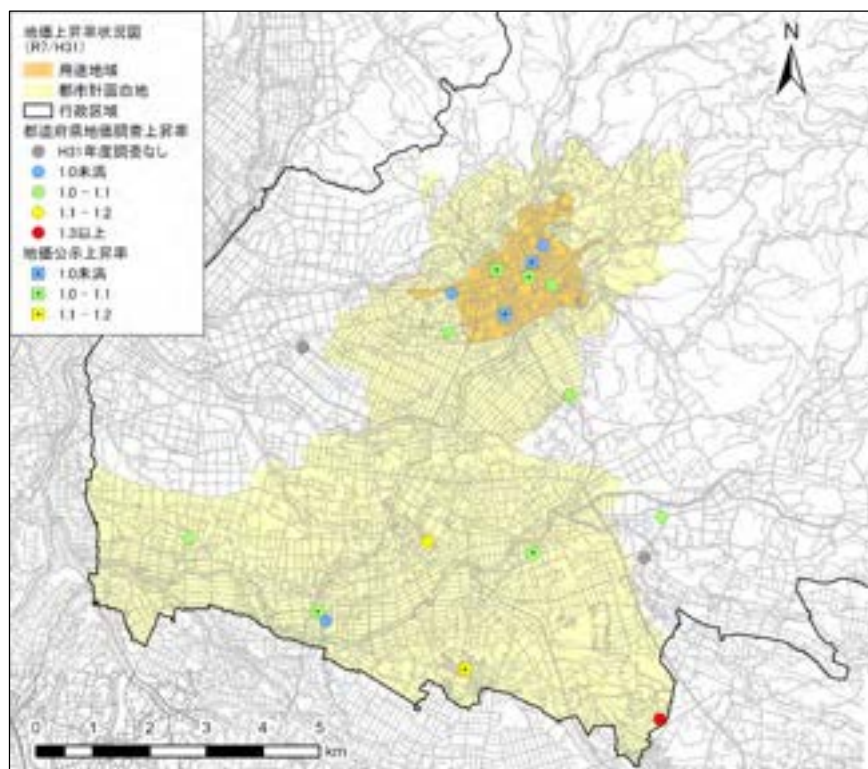 地価上昇率状況図
(R7/H31)
用途地域
都市計画白地
行政区域
都道府県地価調査上昇率
H31年度調査なし
1.0未満
1.0 - 1.1
1.1 - 1.2
1.3以上
地価公示上昇率
1.0未満
1.0 - 1.1
1.1 - 1.2
N
0 1 2 3 4 5
km